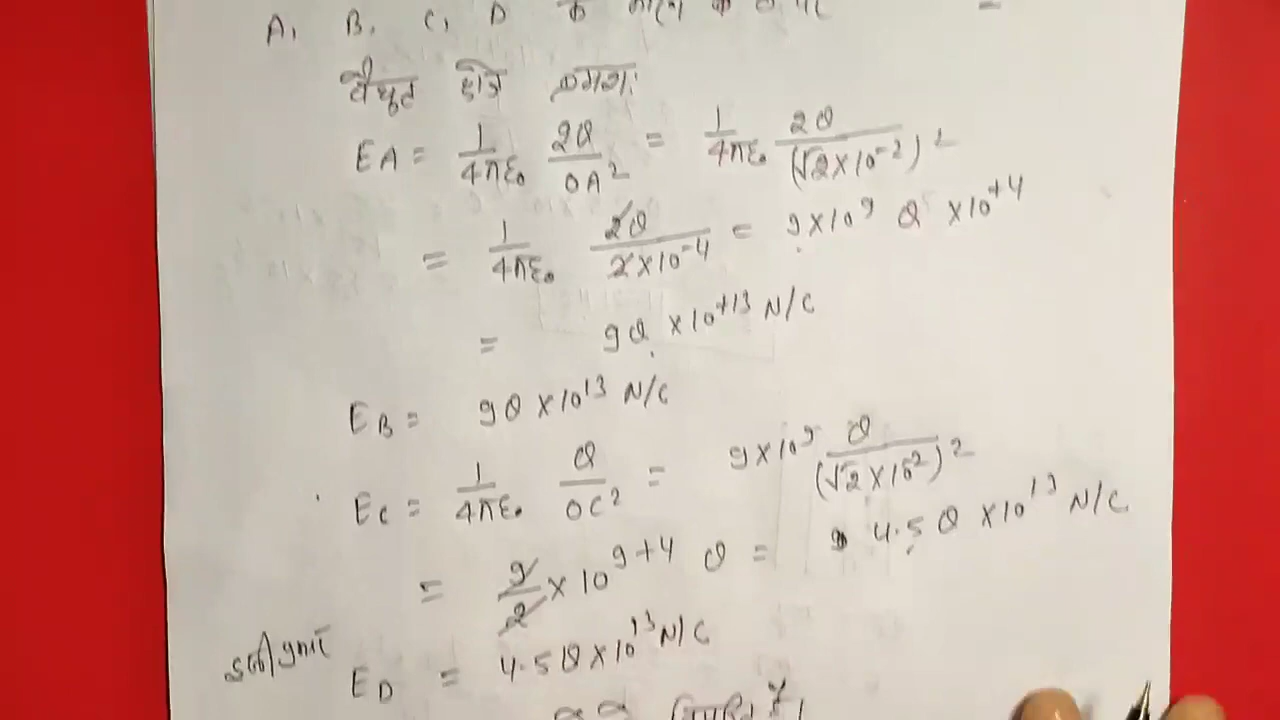 A, B, C, D के
वैद्युत क्षेत्र क्रमशः
EA = 1/4πε₀ 2Q/OA² = 1/4πε₀ 2Q/(√2×10⁻²)²
= 1/4πε₀ 2Q/2×10⁻⁴ = 9×10⁹ Q ×10⁺⁴
= 9Q ×10⁺¹³ N/C
EB = 9Q×10¹³ N/C
EC = 1/4πε₀ Q/OC² = 9×10⁹ Q/(√2×10⁻²)²
= 9/2 ×10⁹⁺⁴ Q = 4.5 Q ×10¹³ N/C
इसी प्रकार
ED = 4.5Q×10¹³ N/C